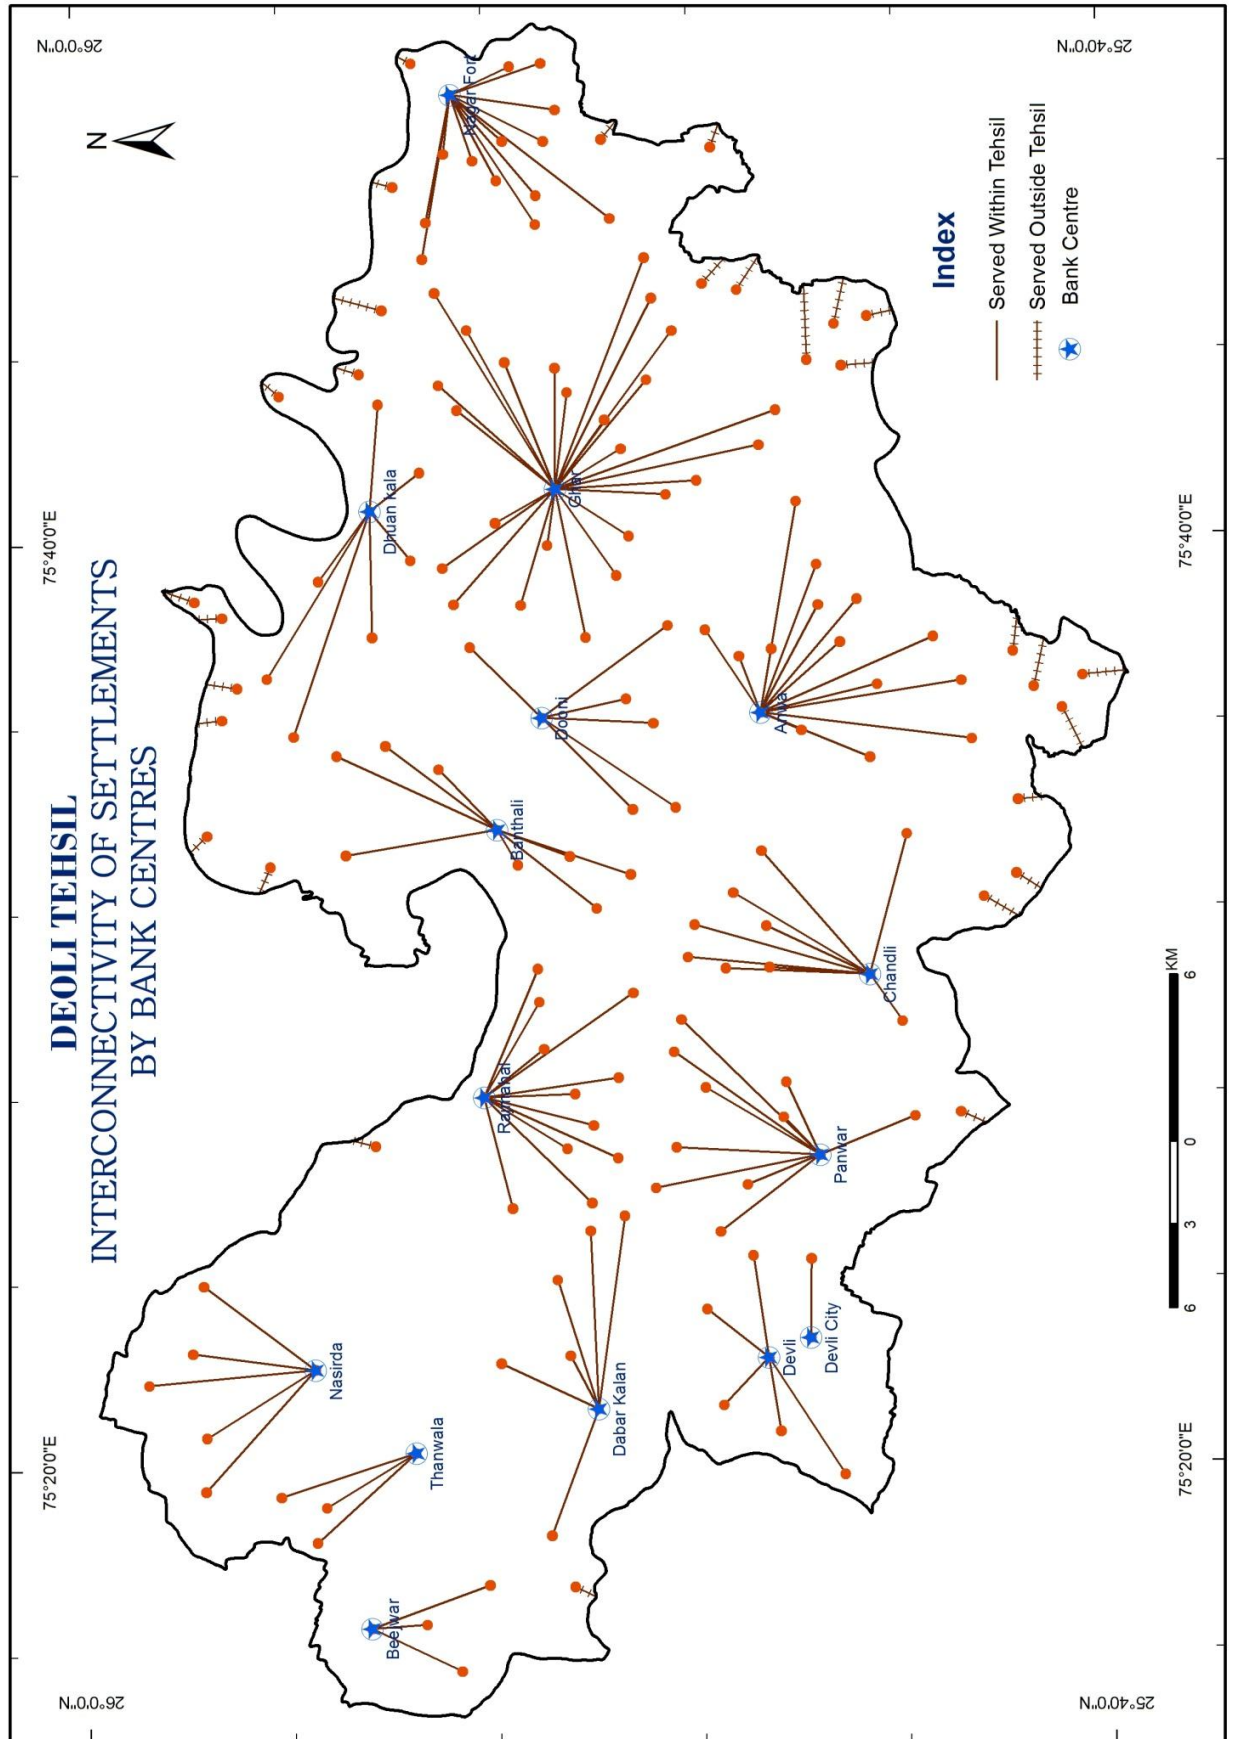 DEOLI TEHSIL
INTERCONNECTIVITY OF SETTLEMENTS
BY BANK CENTRES
26°0'0"N
75°20'0"E
75°40'0"E
26°0'0"N
N
Nasirda
Thanwala
Beejwar
Rajmahal
Dabar Kalan
Devli
Devli City
Panwar
Chandli
Banthali
Dooni
Anwa
Dhuan kala
Ghar
Nagar Fort
Index
Served Within Tehsil
Served Outside Tehsil
Bank Centre
6 3 0 6
KM
25°40'0"N
75°20'0"E
75°40'0"E
25°40'0"N